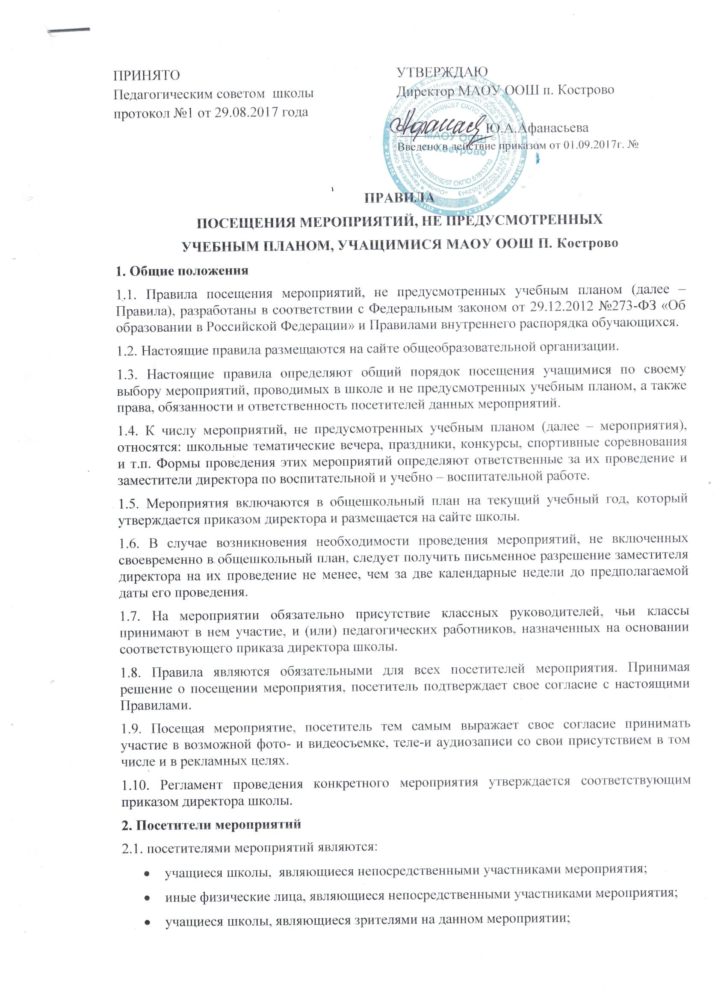 ПРИНЯТО
Педагогическим советом школы
протокол №1 от 29.08.2017 года
УТВЕРЖДАЮ
Директор МАОУ ООШ п. Кострово
Ю.А.Афанасьева
Введено в действие приказом от 01.09.2017г. №
МАОУ ООШ
п. Кострово
ИНН 3918009267 ОКПО 51813710
ПРАВИЛА
ПОСЕЩЕНИЯ МЕРОПРИЯТИЙ, НЕ ПРЕДУСМОТРЕННЫХ
УЧЕБНЫМ ПЛАНОМ, УЧАЩИМИСЯ МАОУ ООШ П. Кострово
1. Общие положения
1.1. Правила посещения мероприятий, не предусмотренных учебным планом (далее –
Правила), разработаны в соответствии с Федеральным законом от 29.12.2012 №273-ФЗ «Об
образовании в Российской Федерации» и Правилами внутреннего распорядка обучающихся.
1.2. Настоящие правила размещаются на сайте общеобразовательной организации.
1.3. Настоящие правила определяют общий порядок посещения учащимися по своему
выбору мероприятий, проводимых в школе и не предусмотренных учебным планом, а также
права, обязанности и ответственность посетителей данных мероприятий.
1.4. К числу мероприятий, не предусмотренных учебным планом (далее – мероприятия),
относятся: школьные тематические вечера, праздники, конкурсы, спортивные соревнования
и т.п. Формы проведения этих мероприятий определяют ответственные за их проведение и
заместители директора по воспитательной и учебно – воспитательной работе.
1.5. Мероприятия включаются в общешкольный план на текущий учебный год, который
утверждается приказом директора и размещается на сайте школы.
1.6. В случае возникновения необходимости проведения мероприятий, не включенных
своевременно в общешкольный план, следует получить письменное разрешение заместителя
директора на их проведение не менее, чем за две календарные недели до предполагаемой
даты его проведения.
1.7. На мероприятии обязательно присутствие классных руководителей, чьи классы
принимают в нем участие, и (или) педагогических работников, назначенных на основании
соответствующего приказа директора школы.
1.8. Правила являются обязательными для всех посетителей мероприятия. Принимая
решение о посещении мероприятия, посетитель подтверждает свое согласие с настоящими
Правилами.
1.9. Посещая мероприятие, посетитель тем самым выражает свое согласие принимать
участие в возможной фото- и видеосъемке, теле-и аудиозаписи со свои присутствием в том
числе и в рекламных целях.
1.10. Регламент проведения конкретного мероприятия утверждается соответствующим
приказом директора школы.
2. Посетители мероприятий
2.1. посетителями мероприятий являются:
• учащиеся школы, являющиеся непосредственными участниками мероприятия;
• иные физические лица, являющиеся непосредственными участниками мероприятия;
• учащиеся школы, являющиеся зрителями на данном мероприятии;